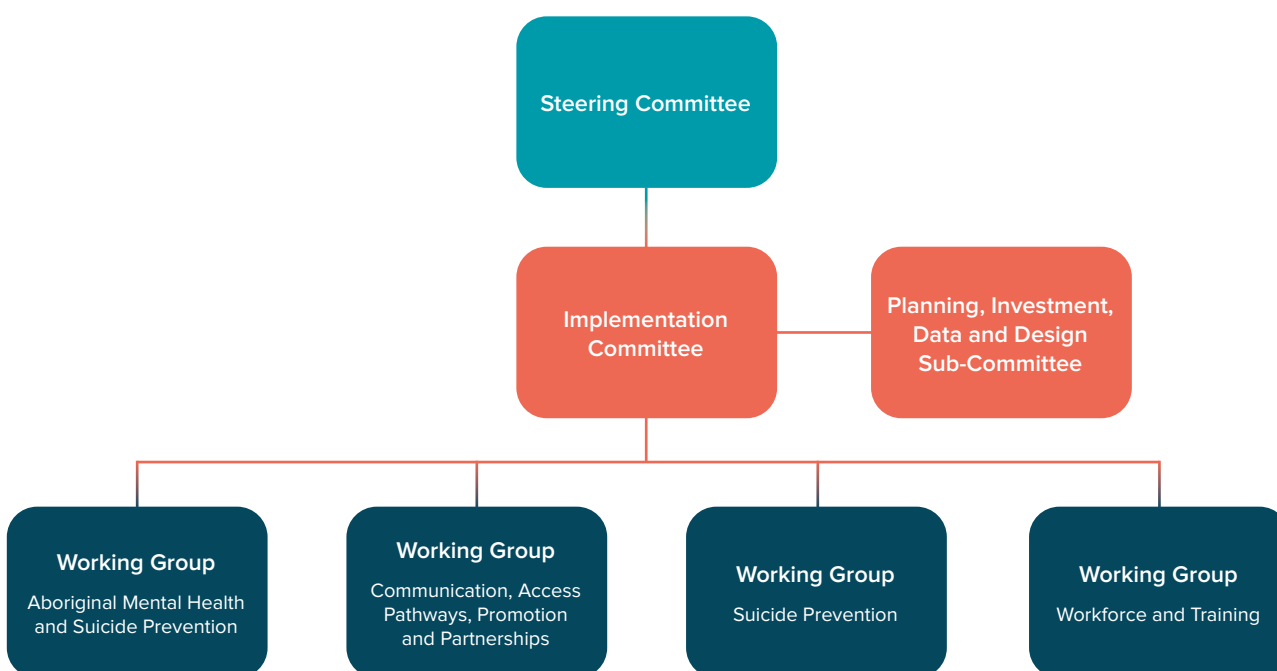 Steering Committee
Implementation
Committee
Planning, Investment,
Data and Design
Sub-Committee
Working Group
Aboriginal Mental Health
and Suicide Prevention
Working Group
Communication, Access
Pathways, Promotion
and Partnerships
Working Group
Suicide Prevention
Working Group
Workforce and Training